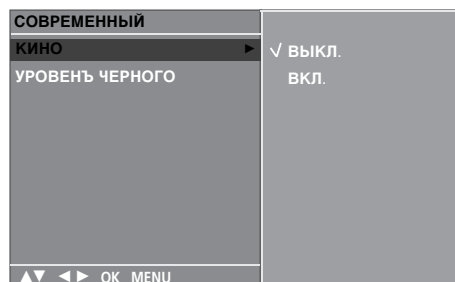 СОВРЕМЕННЫЙ
КИНО ►
УРОВЕНЪ ЧЕРНОГО
√ ВЫКЛ.
ВКЛ.
▲▼ ◄► OK MENU